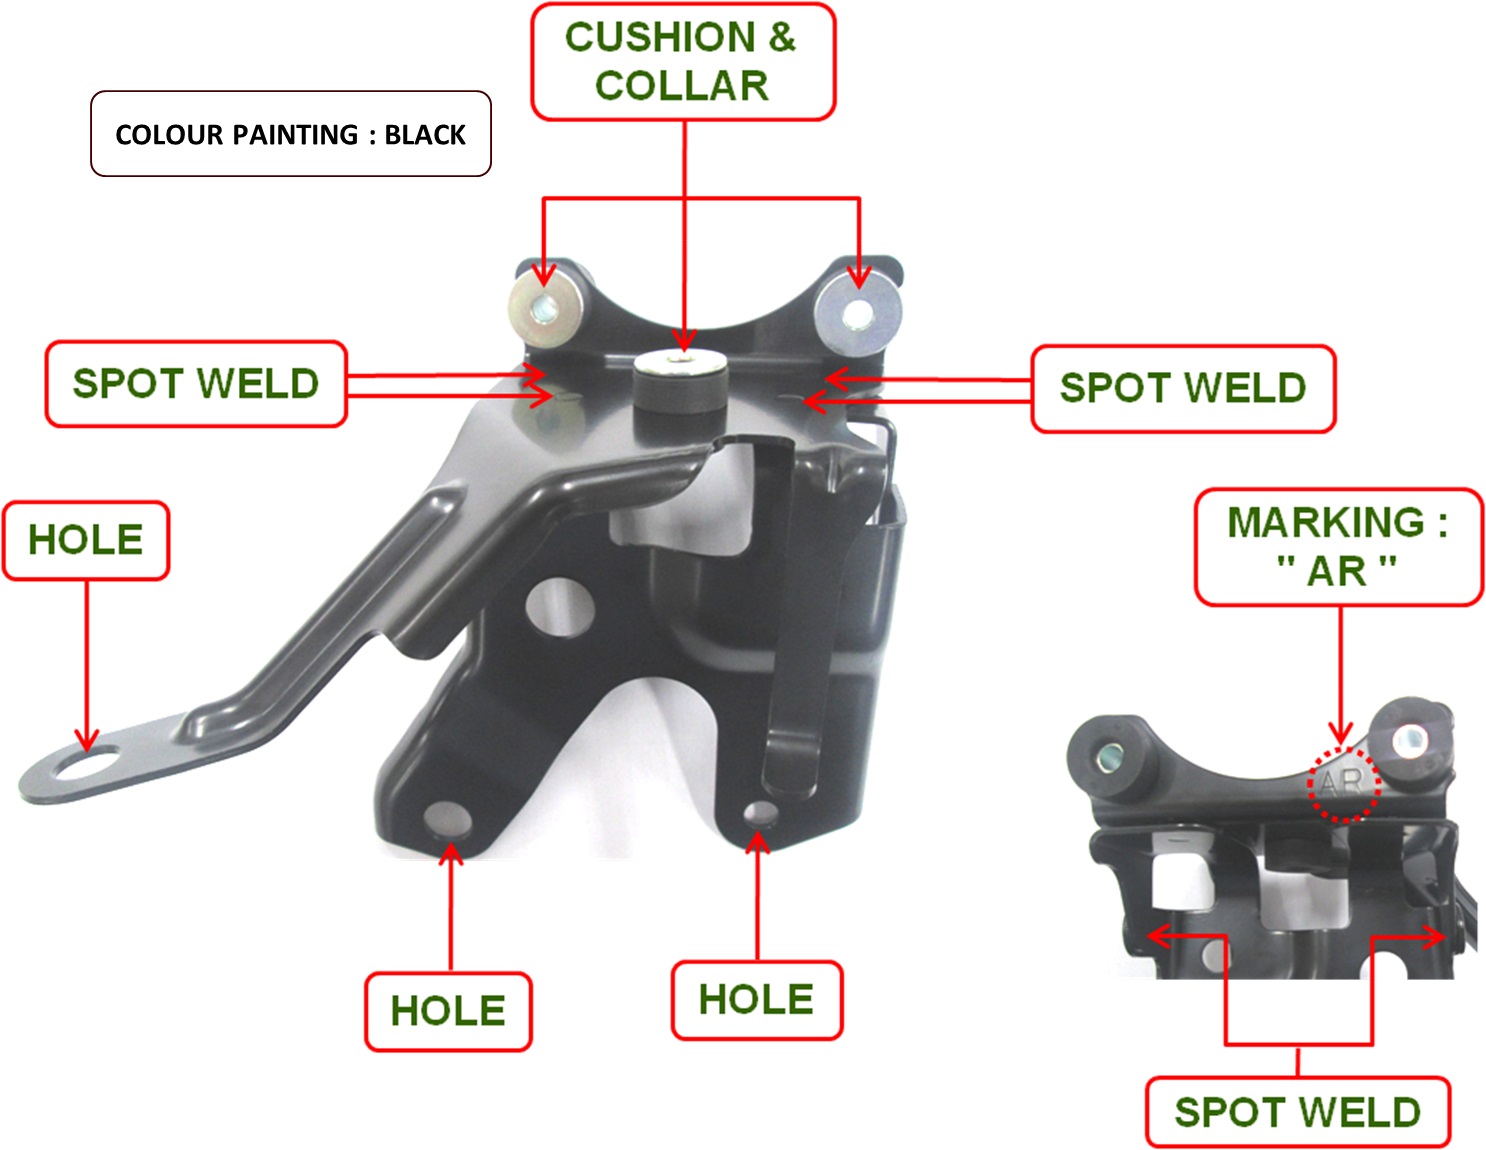 CUSHION &
COLLAR
COLOUR PAINTING : BLACK
SPOT WELD
SPOT WELD
HOLE
MARKING :
" AR "
AR
HOLE
HOLE
SPOT WELD